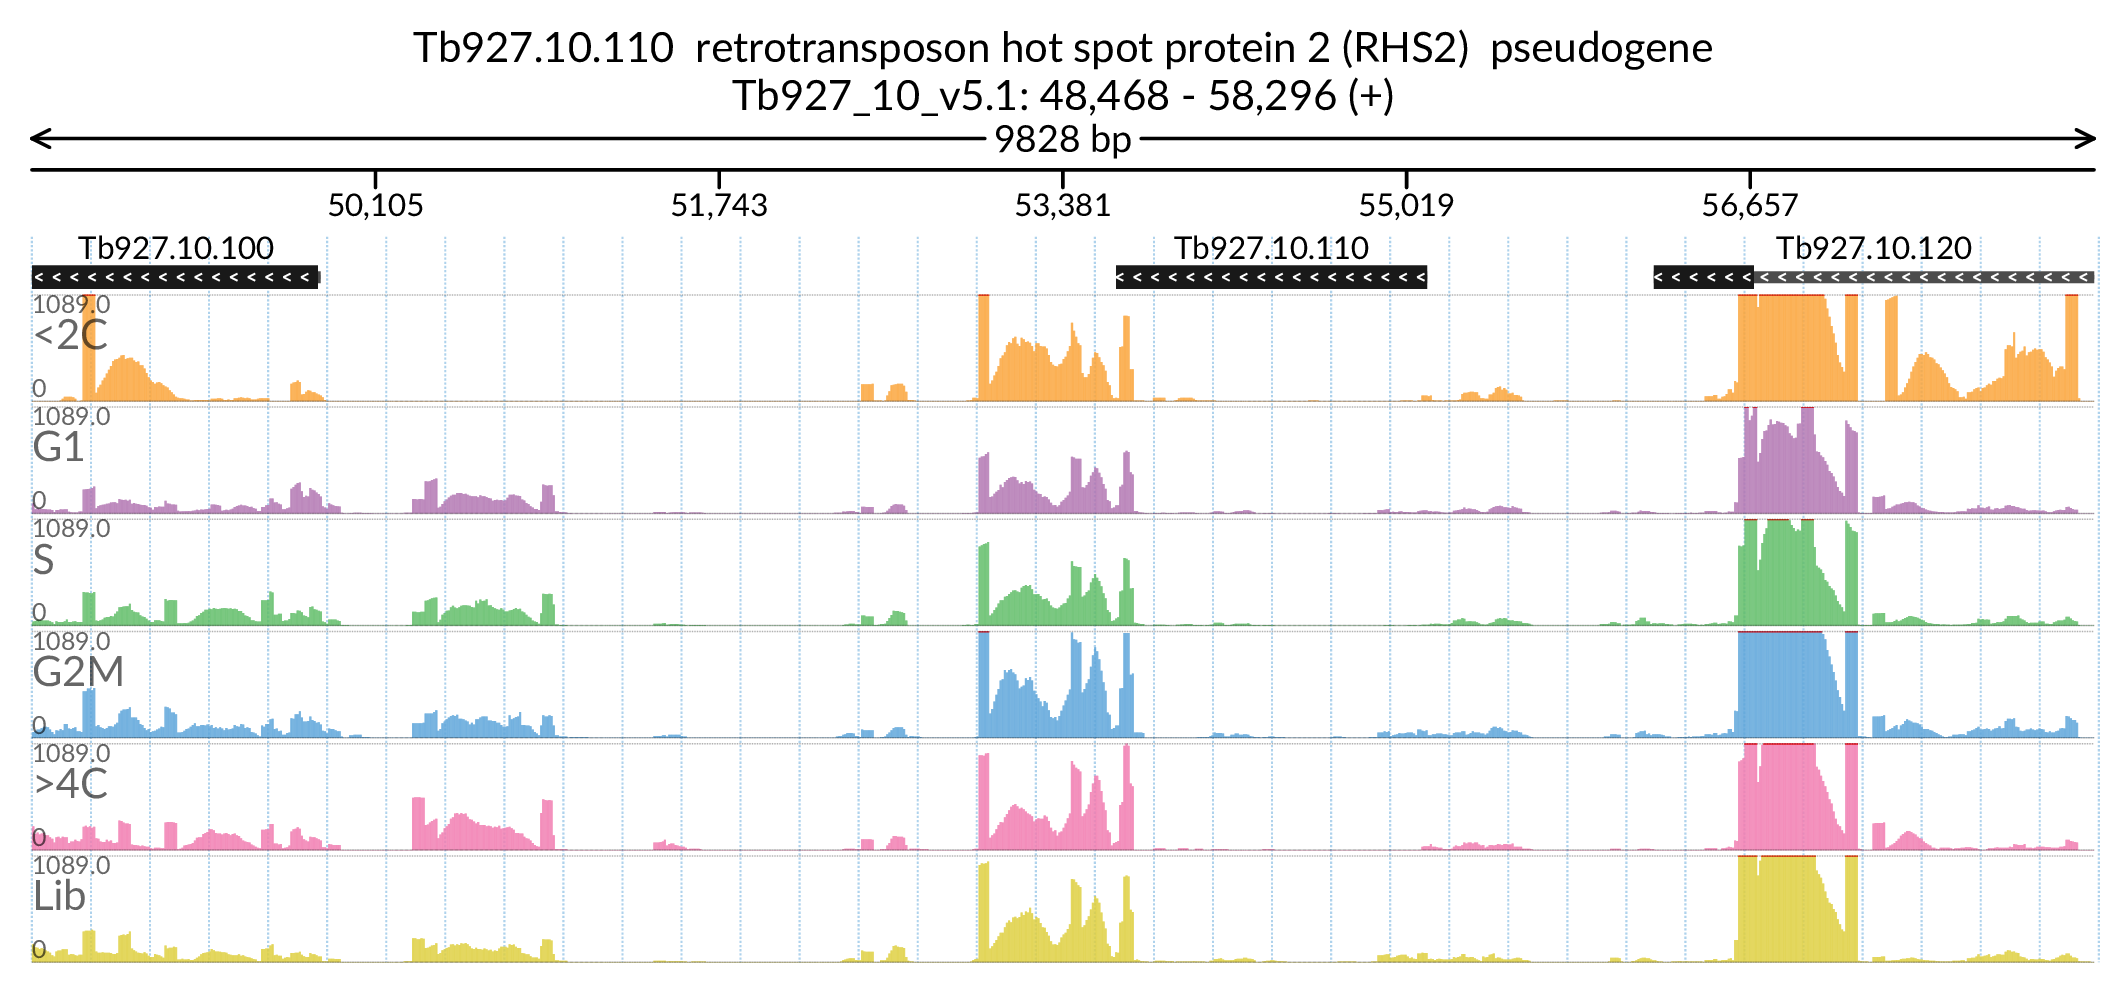 Tb927.10.110 retrotransposon hot spot protein 2 (RHS2) pseudogene
Tb927_10_v5.1: 48,468 - 58,296 (+)
9828 bp
50,105 51,743 53,381 55,019 56,657
Tb927.10.100 Tb927.10.110 Tb927.10.120
1089.0
<2C
0
1089.0
G1
0
1089.0
S
0
1089.0
G2M
0
1089.0
>4C
0
1089.0
Lib
0